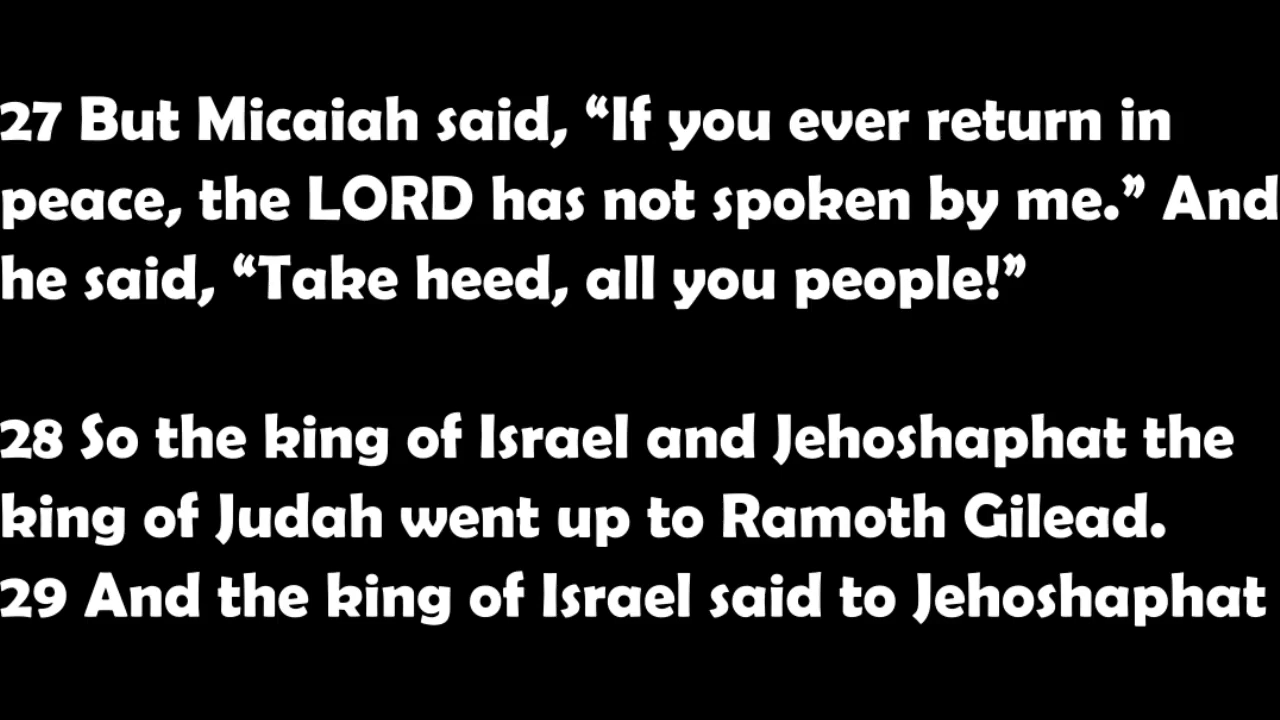 27 But Micaiah said, “If you ever return in
peace, the LORD has not spoken by me.” And
he said, “Take heed, all you people!”
28 So the king of Israel and Jehoshaphat the
king of Judah went up to Ramoth Gilead.
29 And the king of Israel said to Jehoshaphat